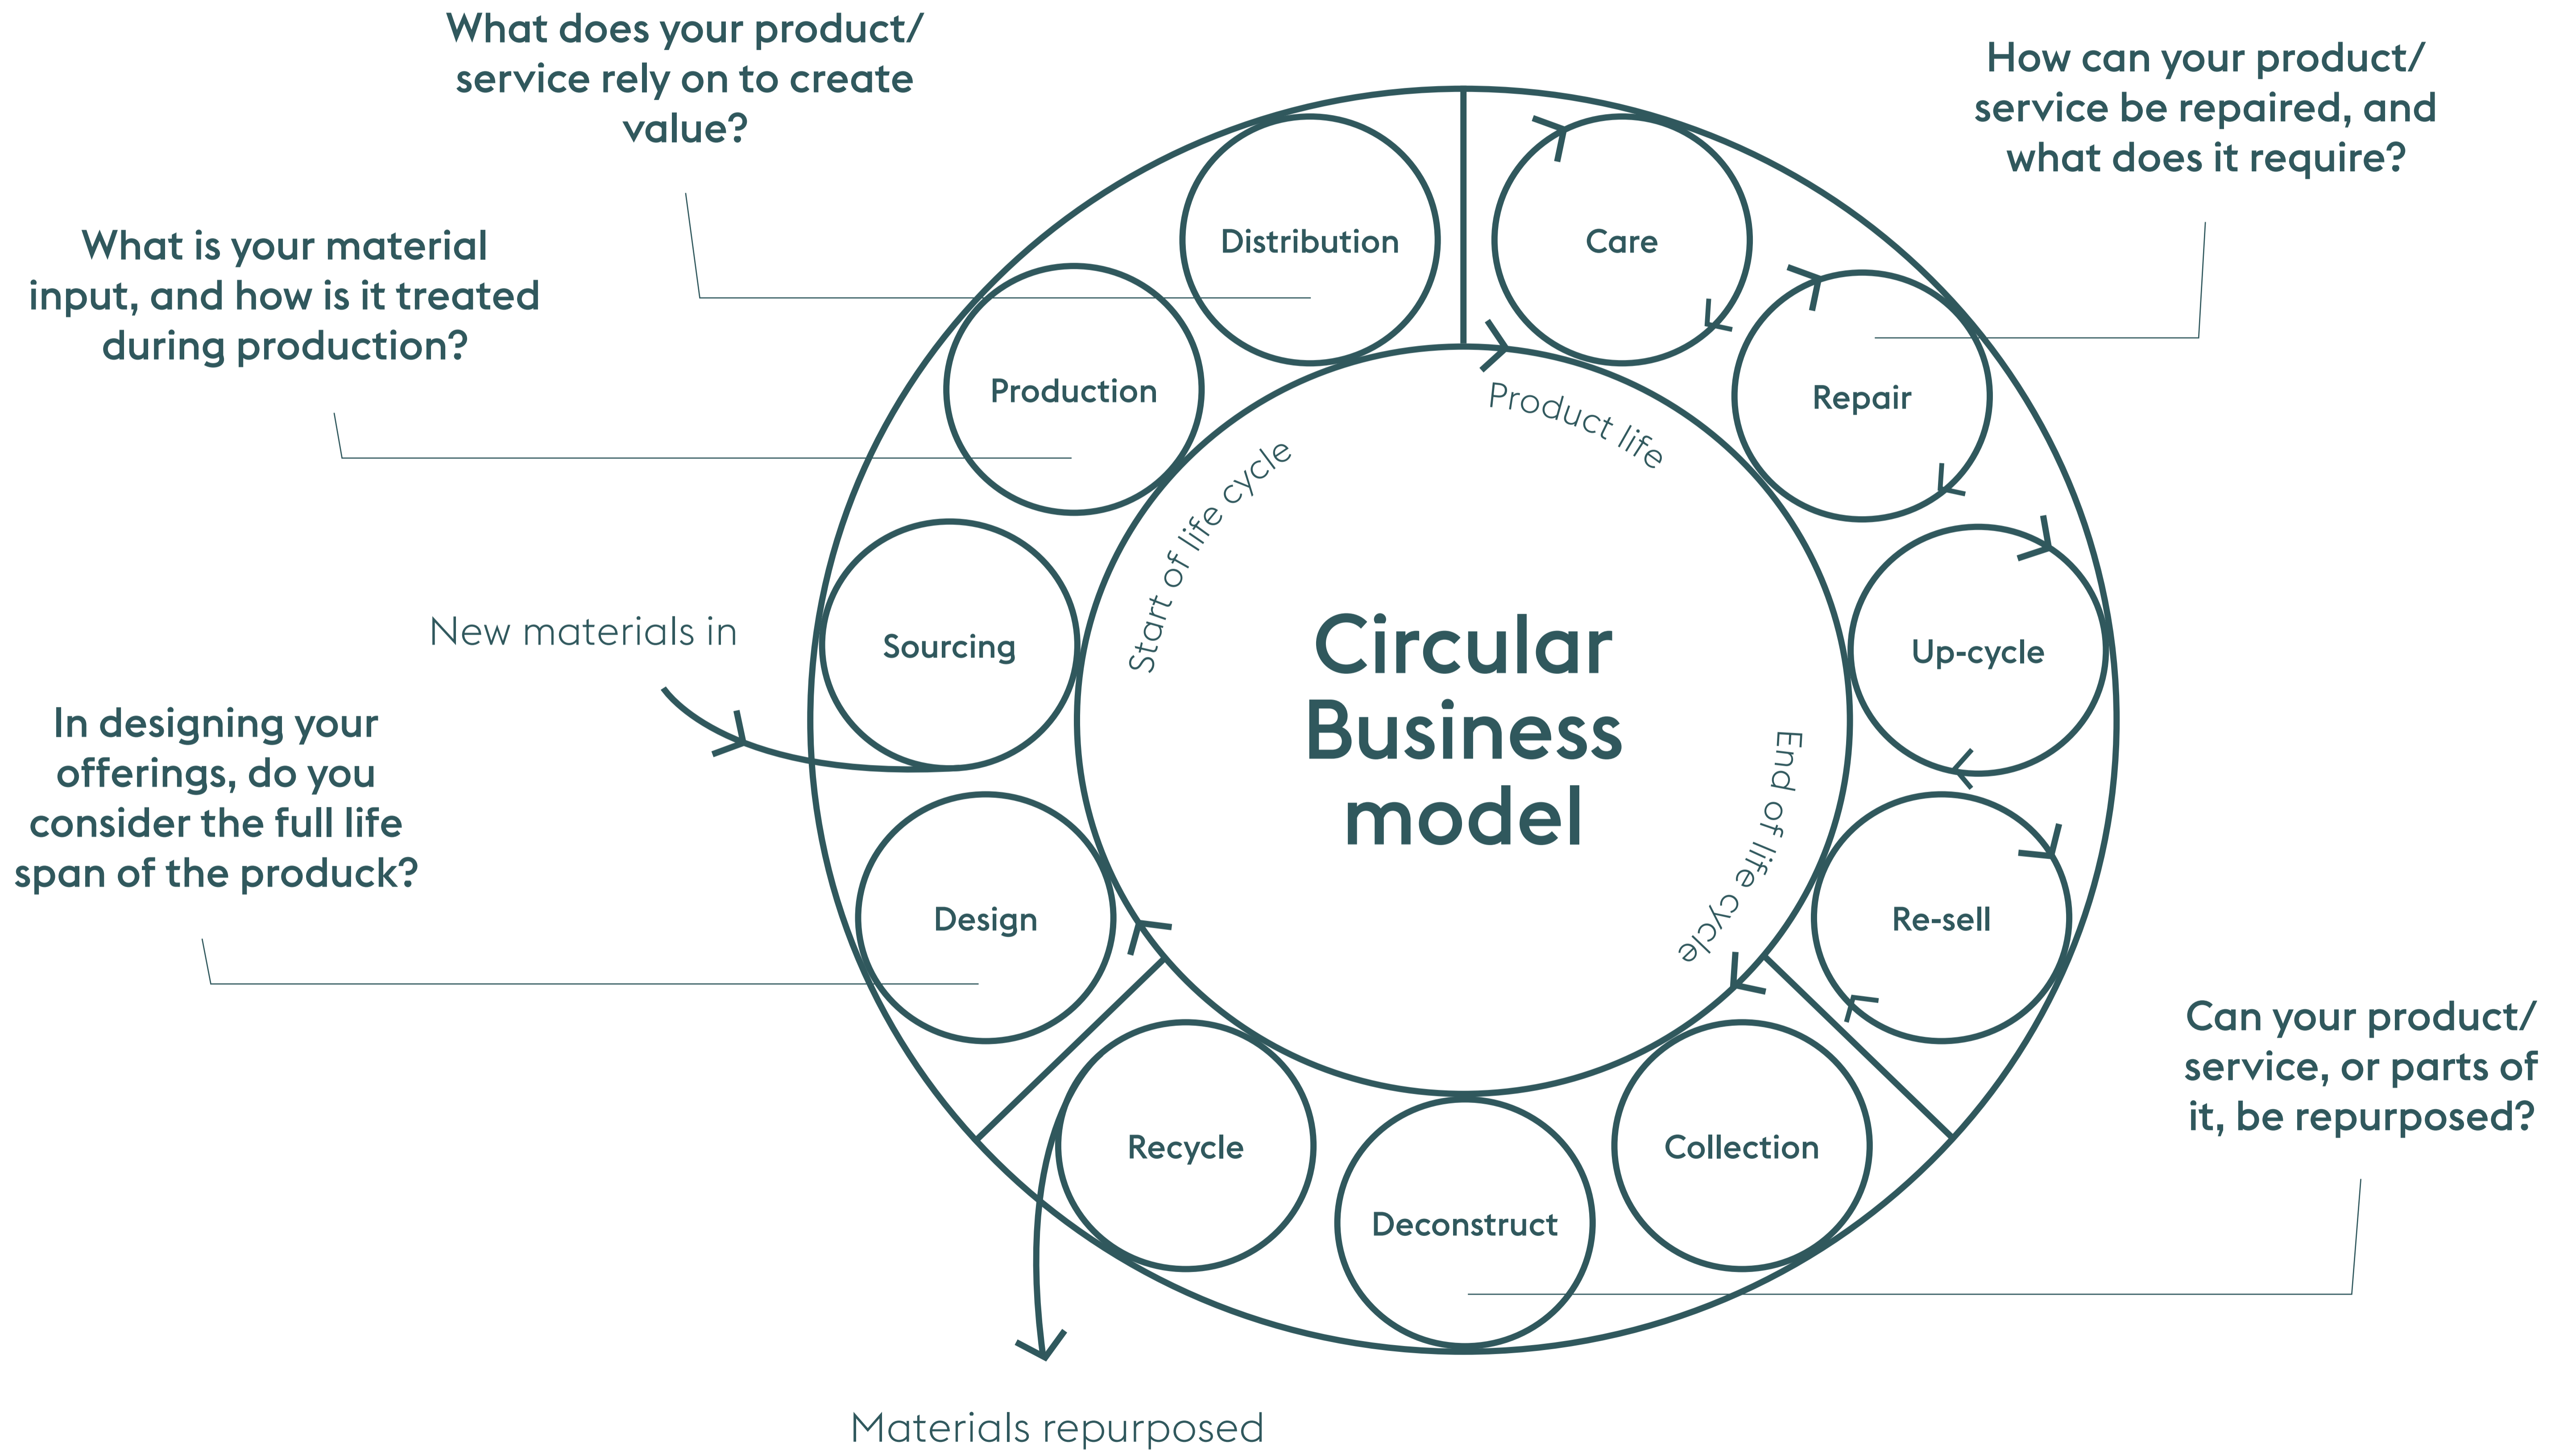 What does your product/
service rely on to create
value?
How can your product/
service be repaired, and
what does it require?
What is your material
input, and how is it treated
during production?
Distribution
Care
Production
Repair
Product life
Start of life cycle
New materials in
Sourcing
Up-cycle
Circular
Business
model
In designing your
offerings, do you
consider the full life
span of the produck?
End of life cycle
Design
Re-sell
Can your product/
service, or parts of
it, be repurposed?
Recycle
Collection
Deconstruct
Materials repurposed